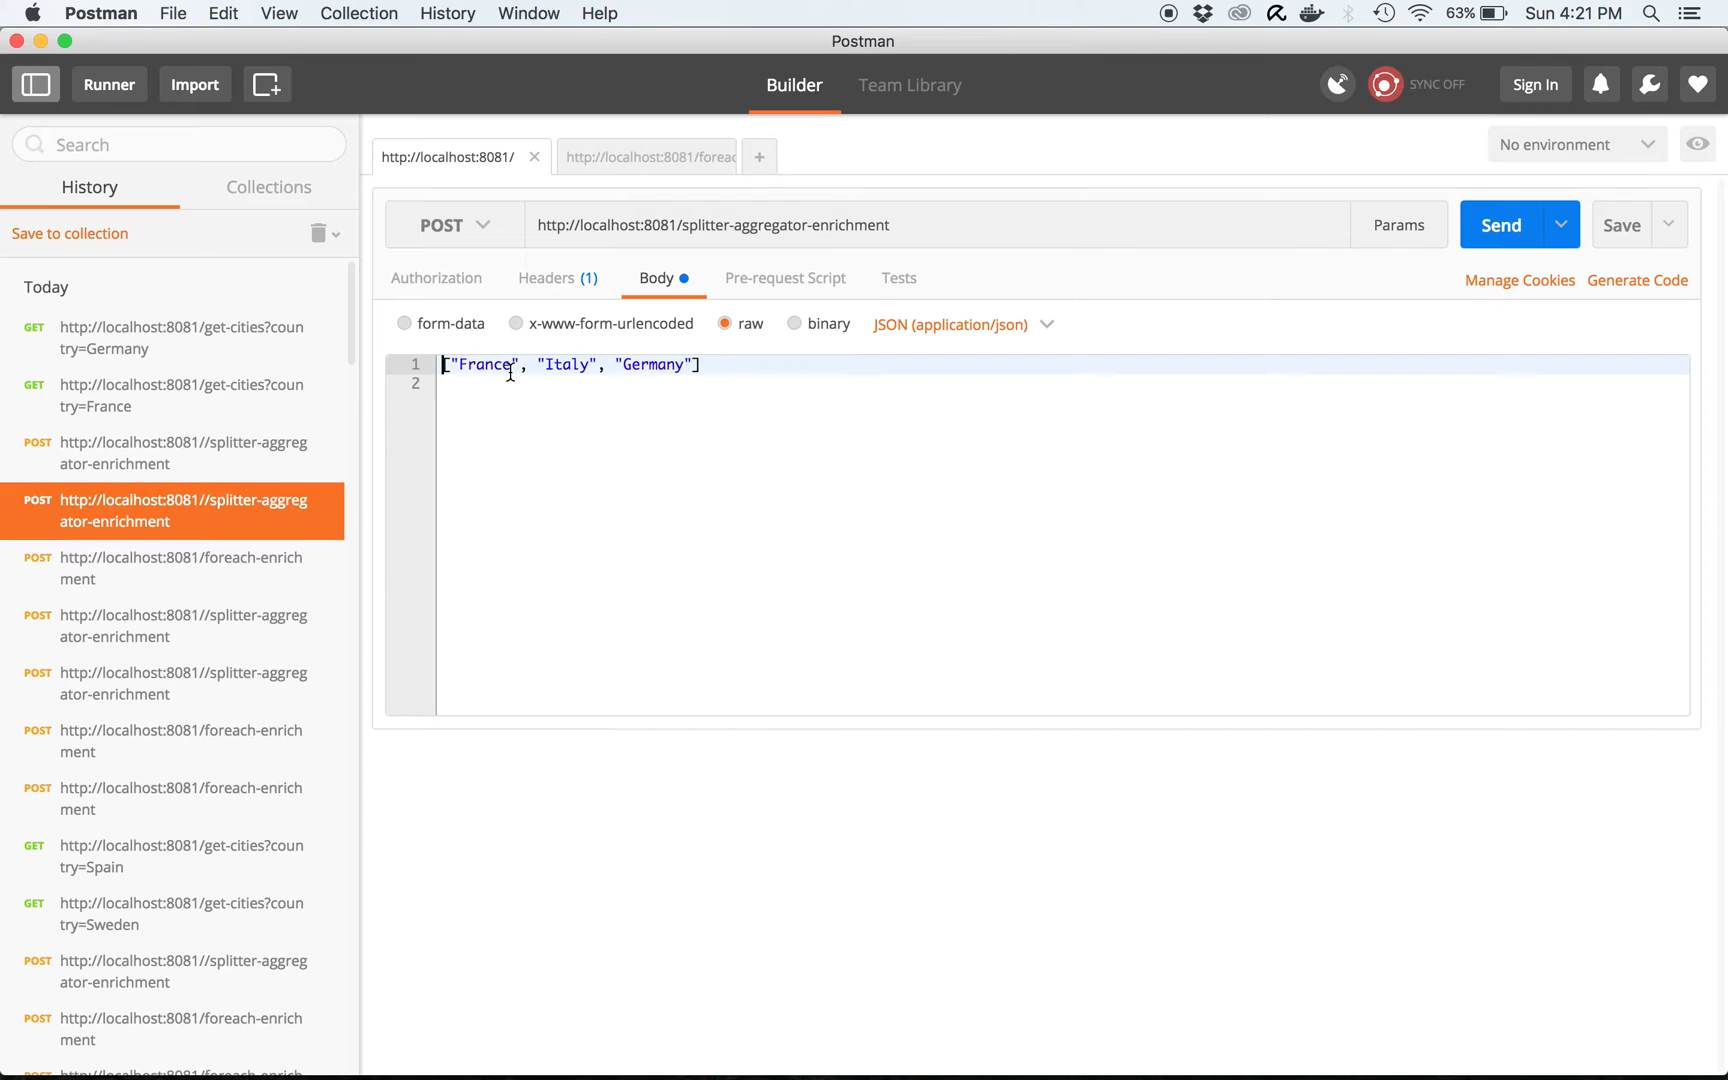 Postman File Edit View Collection History Window Help 63% Sun 4:21 PM
Postman
Runner Import Builder Team Library SYNC OFF Sign In
Search
http://localhost:8081/ http://localhost:8081/foreac + No environment
History Collections
Save to collection
POST http://localhost:8081/splitter-aggregator-enrichment Params Send Save
Authorization Headers (1) Body Pre-request Script Tests Manage Cookies Generate Code
form-data x-www-form-urlencoded raw binary JSON (application/json)
1 ["France", "Italy", "Germany"]
2
Today
GET http://localhost:8081/get-cities?coun
try=Germany
GET http://localhost:8081/get-cities?coun
try=France
POST http://localhost:8081//splitter-aggreg
ator-enrichment
POST http://localhost:8081//splitter-aggreg
ator-enrichment
POST http://localhost:8081/foreach-enrich
ment
POST http://localhost:8081//splitter-aggreg
ator-enrichment
POST http://localhost:8081//splitter-aggreg
ator-enrichment
POST http://localhost:8081/foreach-enrich
ment
POST http://localhost:8081/foreach-enrich
ment
GET http://localhost:8081/get-cities?coun
try=Spain
GET http://localhost:8081/get-cities?coun
try=Sweden
POST http://localhost:8081//splitter-aggreg
ator-enrichment
POST http://localhost:8081/foreach-enrich
ment